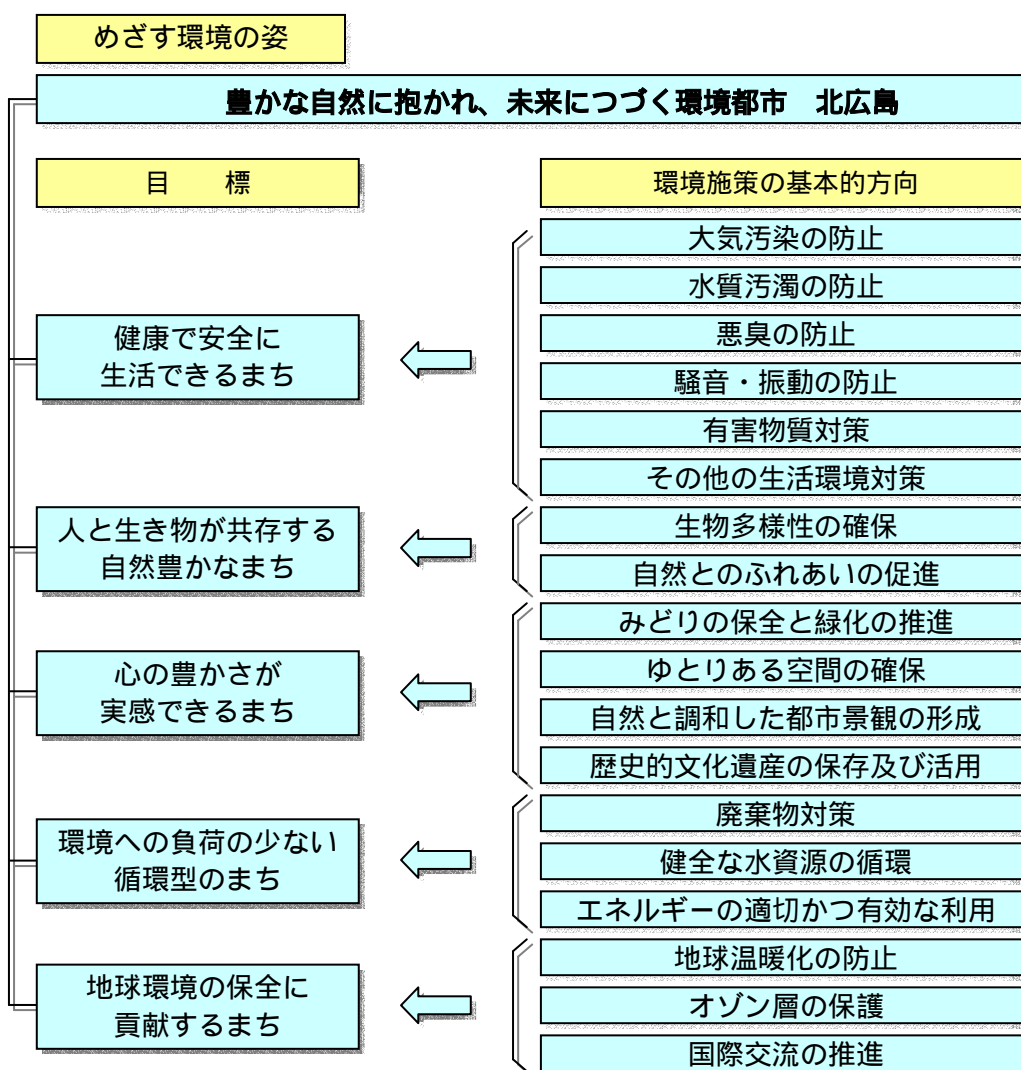 めざす環境の姿
豊かな自然に抱かれ、未来につづく環境都市　北広島
目　　標
環境施策の基本的方向
健康で安全に
生活できるまち
大気汚染の防止
水質汚濁の防止
悪臭の防止
騒音・振動の防止
有害物質対策
その他の生活環境対策
人と生き物が共存する
自然豊かなまち
生物多様性の確保
自然とのふれあいの促進
心の豊かさが
実感できるまち
みどりの保全と緑化の推進
ゆとりある空間の確保
自然と調和した都市景観の形成
歴史的文化遺産の保存及び活用
環境への負荷の少ない
循環型のまち
廃棄物対策
健全な水資源の循環
エネルギーの適切かつ有効な利用
地球環境の保全に
貢献するまち
地球温暖化の防止
オゾン層の保護
国際交流の推進